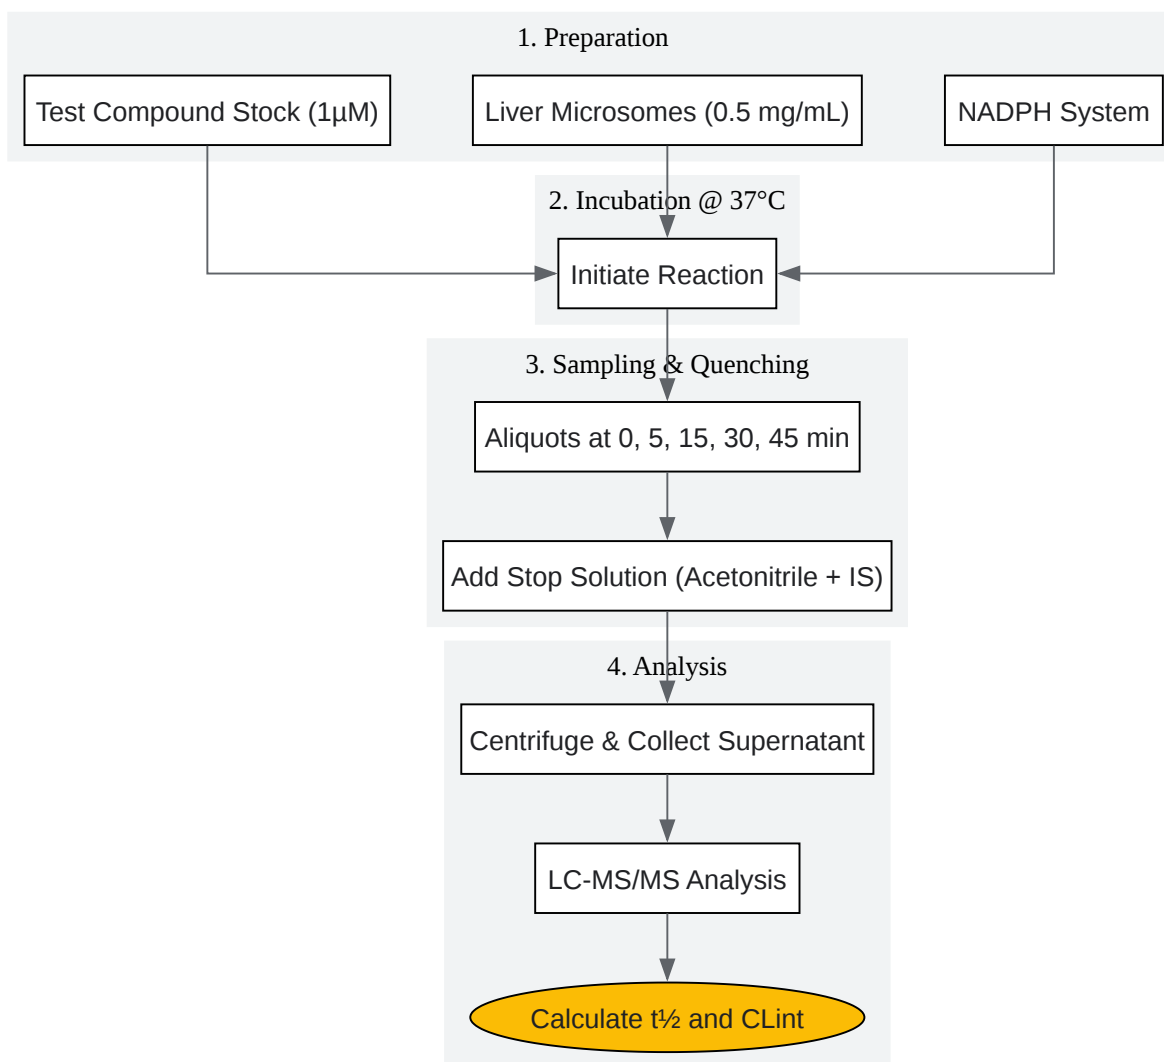 1. Preparation
Test Compound Stock (1µM)
Liver Microsomes (0.5 mg/mL)
NADPH System
2. Incubation @ 37°C
Initiate Reaction
3. Sampling & Quenching
Aliquots at 0, 5, 15, 30, 45 min
Add Stop Solution (Acetonitrile + IS)
4. Analysis
Centrifuge & Collect Supernatant
LC-MS/MS Analysis
Calculate t½ and CLint